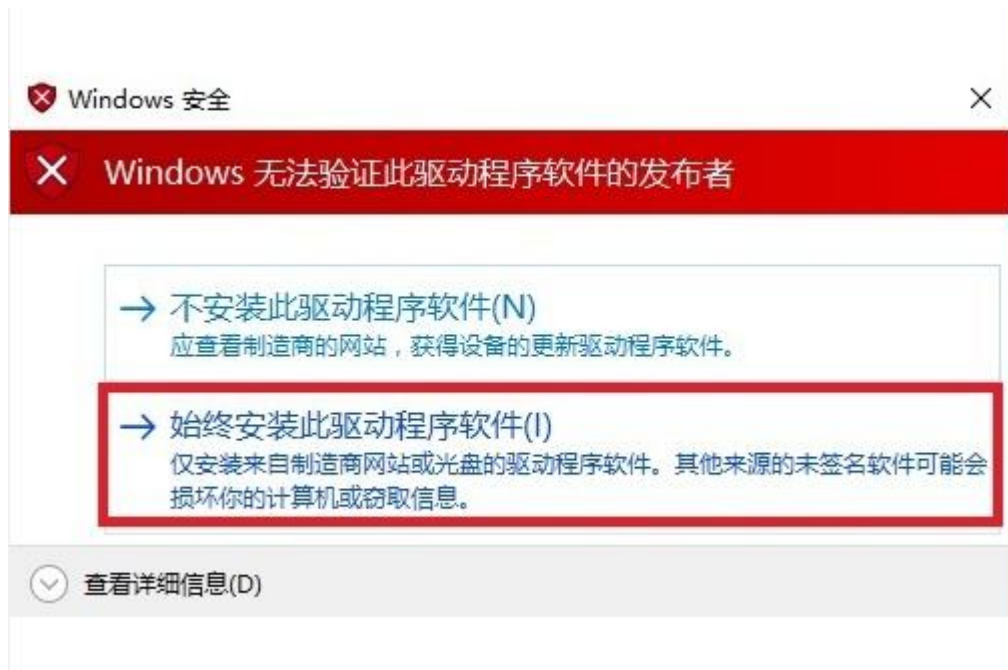 Windows 安全
Windows 无法验证此驱动程序软件的发布者
不安装此驱动程序软件(N)
应查看制造商的网站，获得设备的更新驱动程序软件。
始终安装此驱动程序软件(I)
仅安装来自制造商网站或光盘的驱动程序软件。其他来源的未签名软件可能会
损坏你的计算机或窃取信息。
查看详细信息(D)